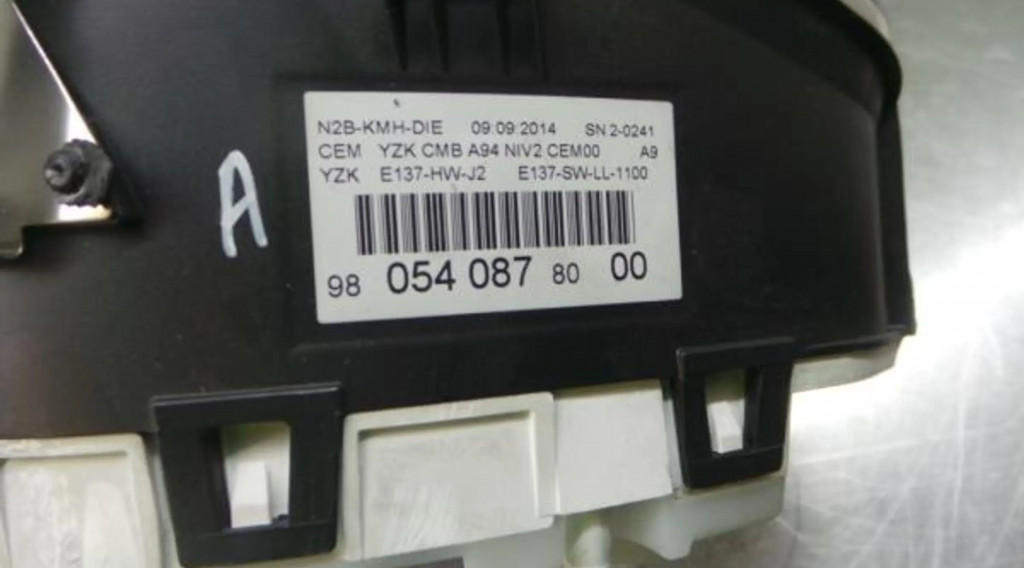 N2B-KMH-DIE 09:09:2014 SN 2-0241
CEM YZK CMB A94 NIV2 CEM00 A9
YZK E137-HW-J2 E137-SW-LL-1100
98 054 087 80 00
A